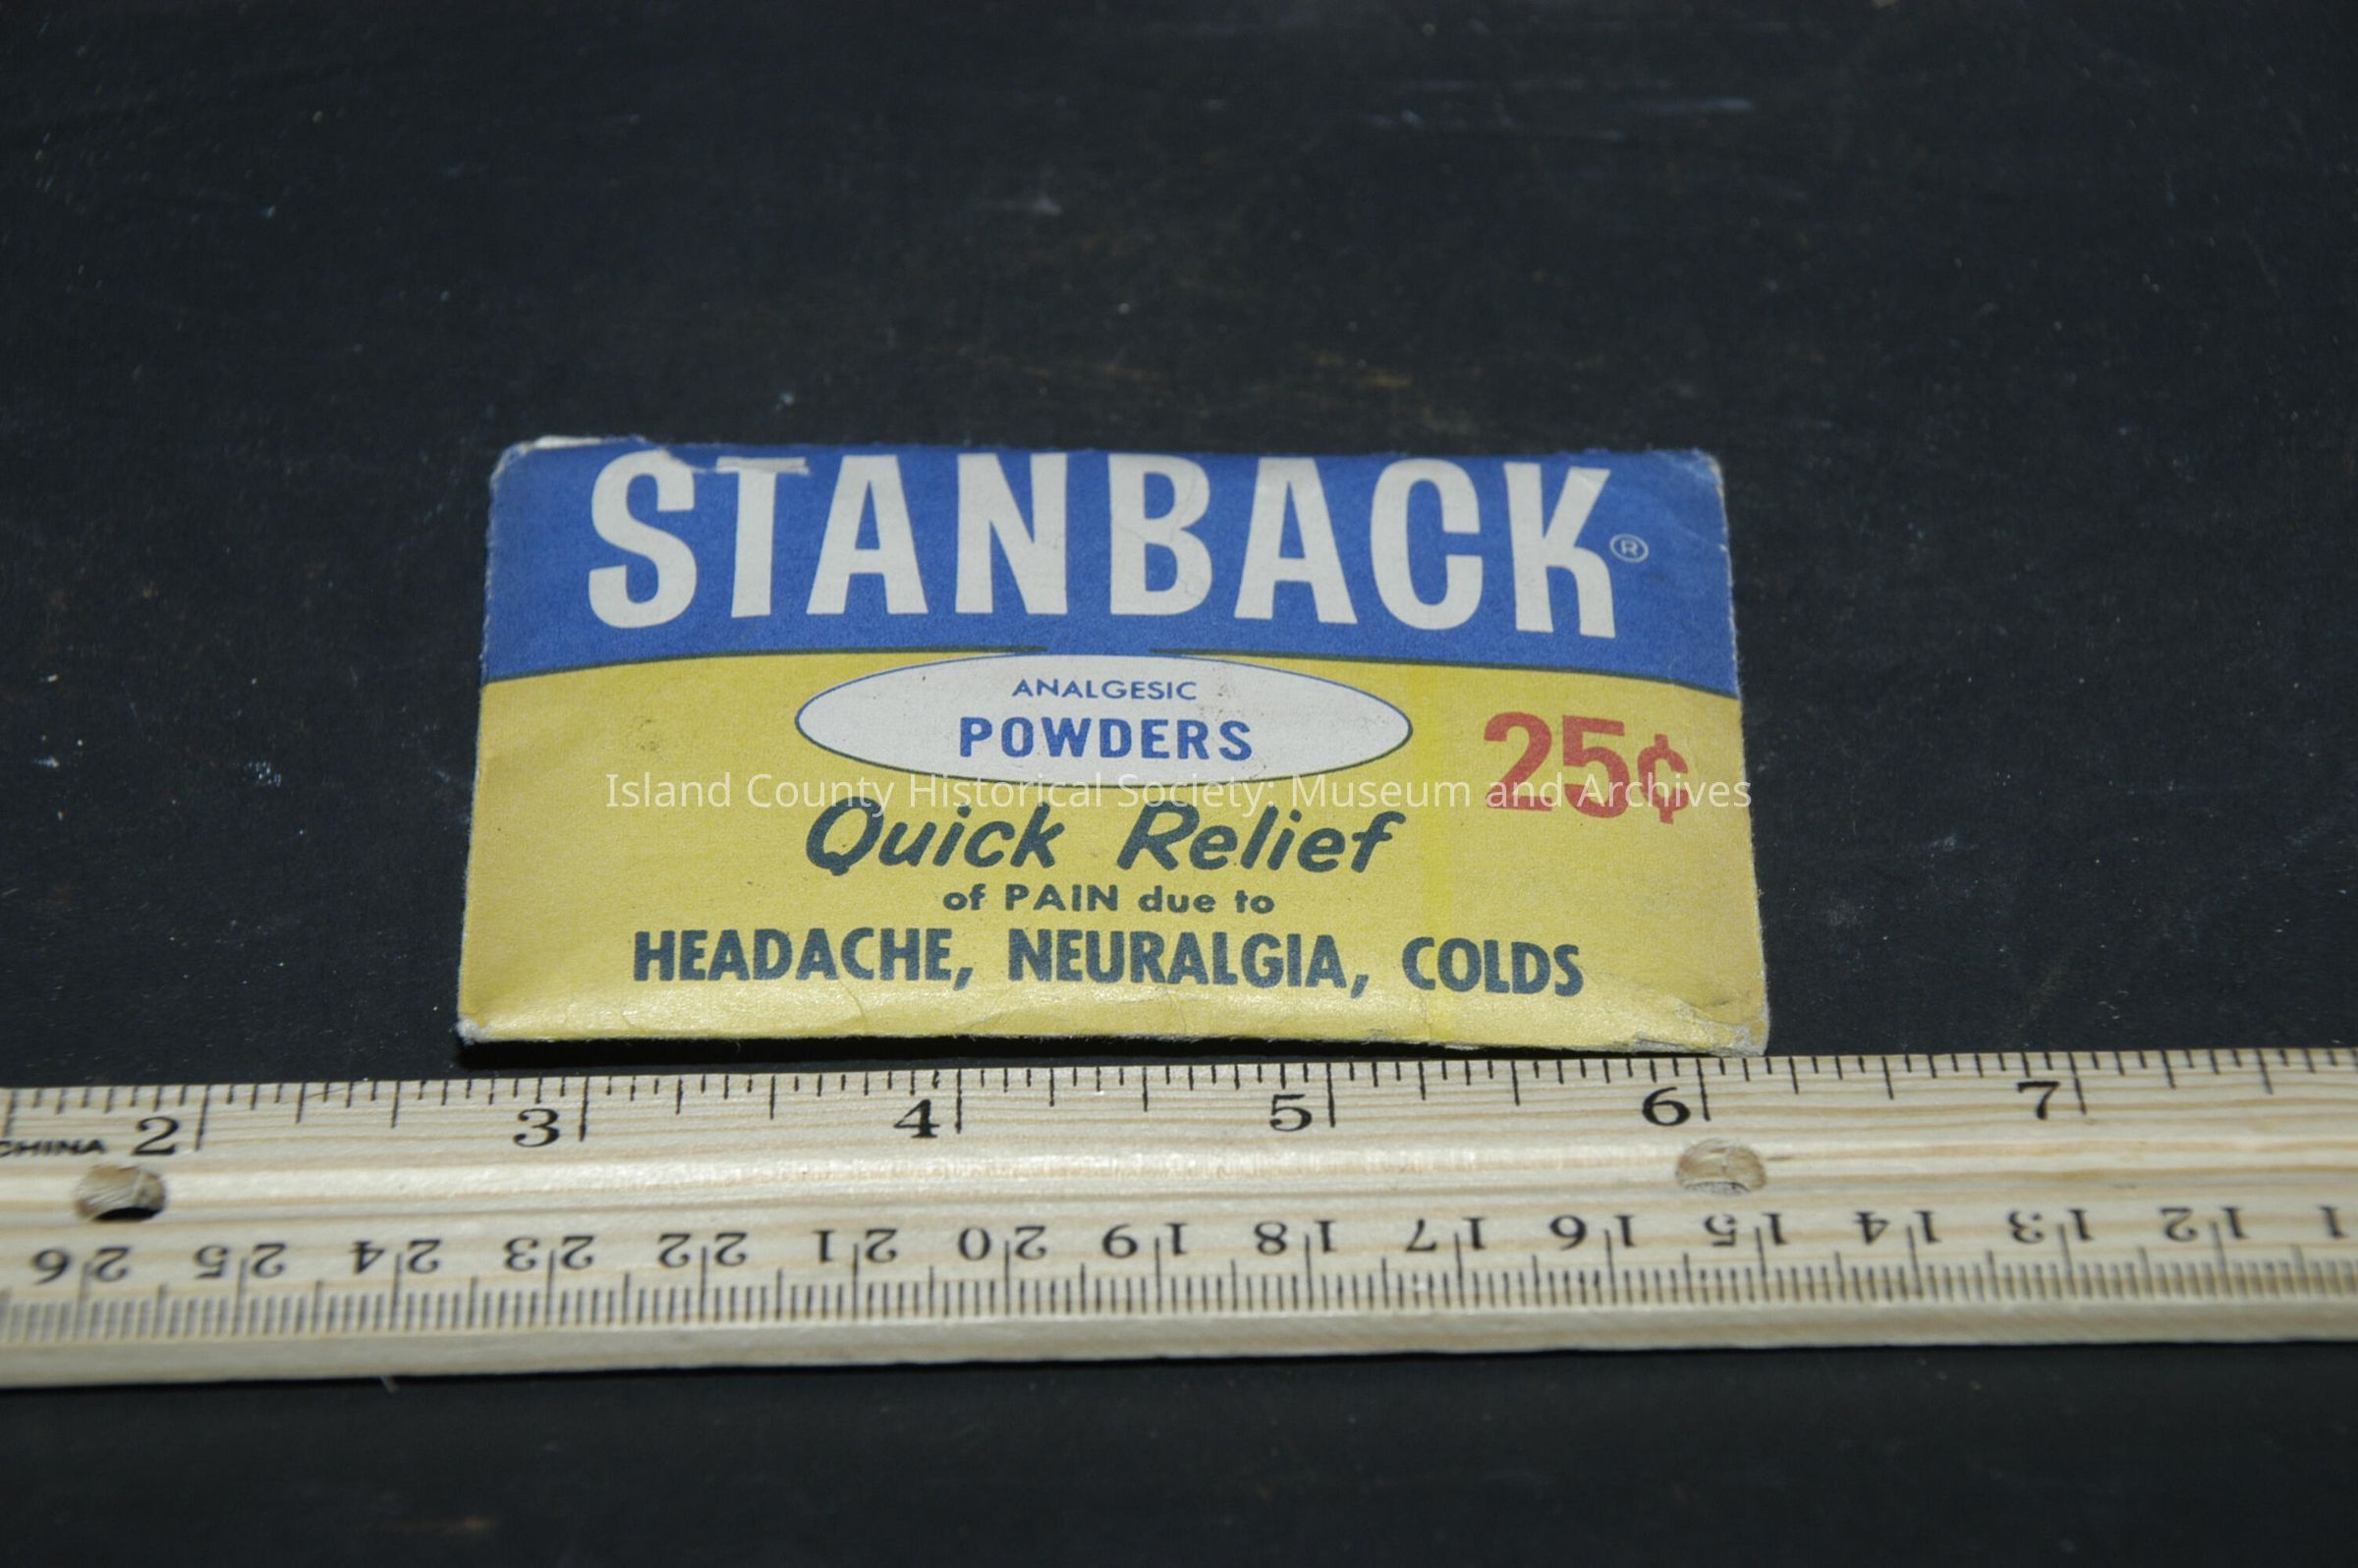 STANBACK®
ANALGESIC
POWDERS
25¢
Island County Historical Society: Museum and Archives
Quick Relief
of PAIN due to
HEADACHE, NEURALGIA, COLDS
2 3 4 5 6 7
CHINA
26 25 24 23 22 21 20 19 18 17 16 15 14 13 12